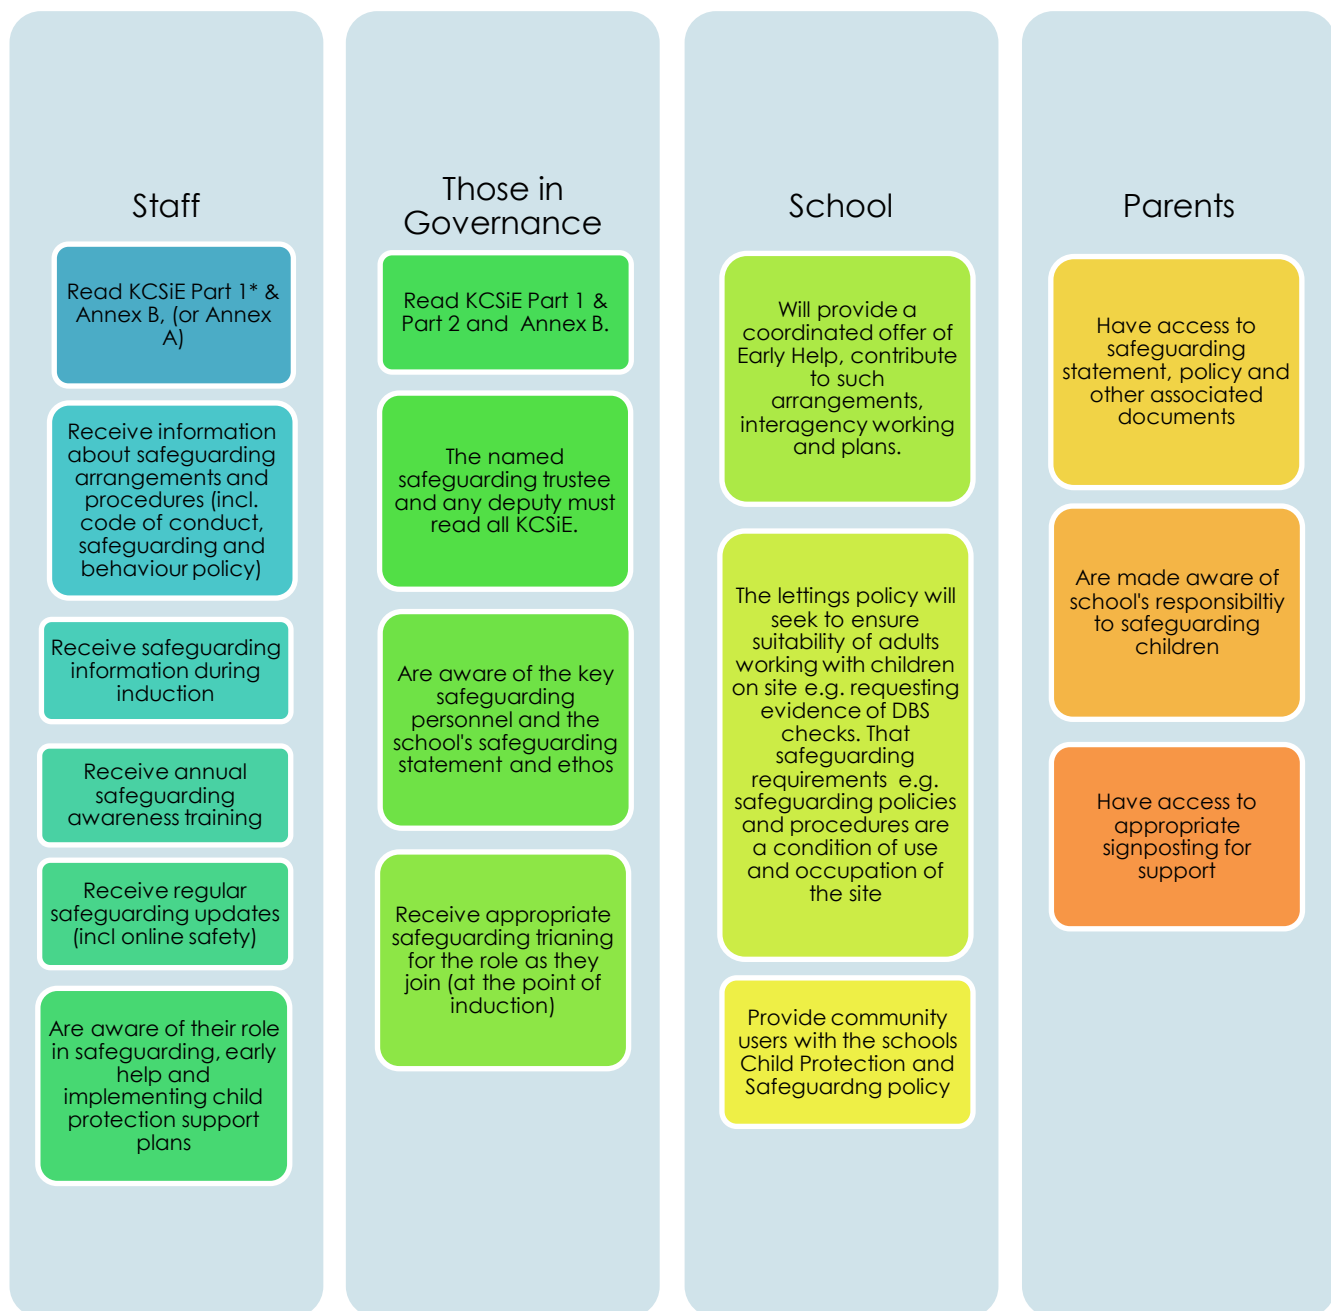 Staff
Read KCSiE Part 1* &
Annex B, (or Annex
A)
Receive information
about safeguarding
arrangements and
procedures (incl.
code of conduct,
safeguarding and
behaviour policy)
Receive safeguarding
information during
induction
Receive annual
safeguarding
awareness training
Receive regular
safeguarding updates
(incl online safety)
Are aware of their role
in safeguarding, early
help and
implementing child
protection support
plans
Those in
Governance
Read KCSiE Part 1 &
Part 2 and Annex B.
The named
safeguarding trustee
and any deputy must
read all KCSiE.
Are aware of the key
safeguarding
personnel and the
school's safeguarding
statement and ethos
Receive appropriate
safeguarding trianing
for the role as they
join (at the point of
induction)
School
Will provide a
coordinated offer of
Early Help, contribute
to such
arrangements,
interagency working
and plans.
The lettings policy will
seek to ensure
suitability of adults
working with children
on site e.g. requesting
evidence of DBS
checks. That
safeguarding
requirements e.g.
safeguarding policies
and procedures are
a condition of use
and occupation of
the site
Provide community
users with the schools
Child Protection and
Safeguardng policy
Parents
Have access to
safeguarding
statement, policy and
other associated
documents
Are made aware of
school's responsibiltiy
to safeguarding
children
Have access to
appropriate
signposting for
support